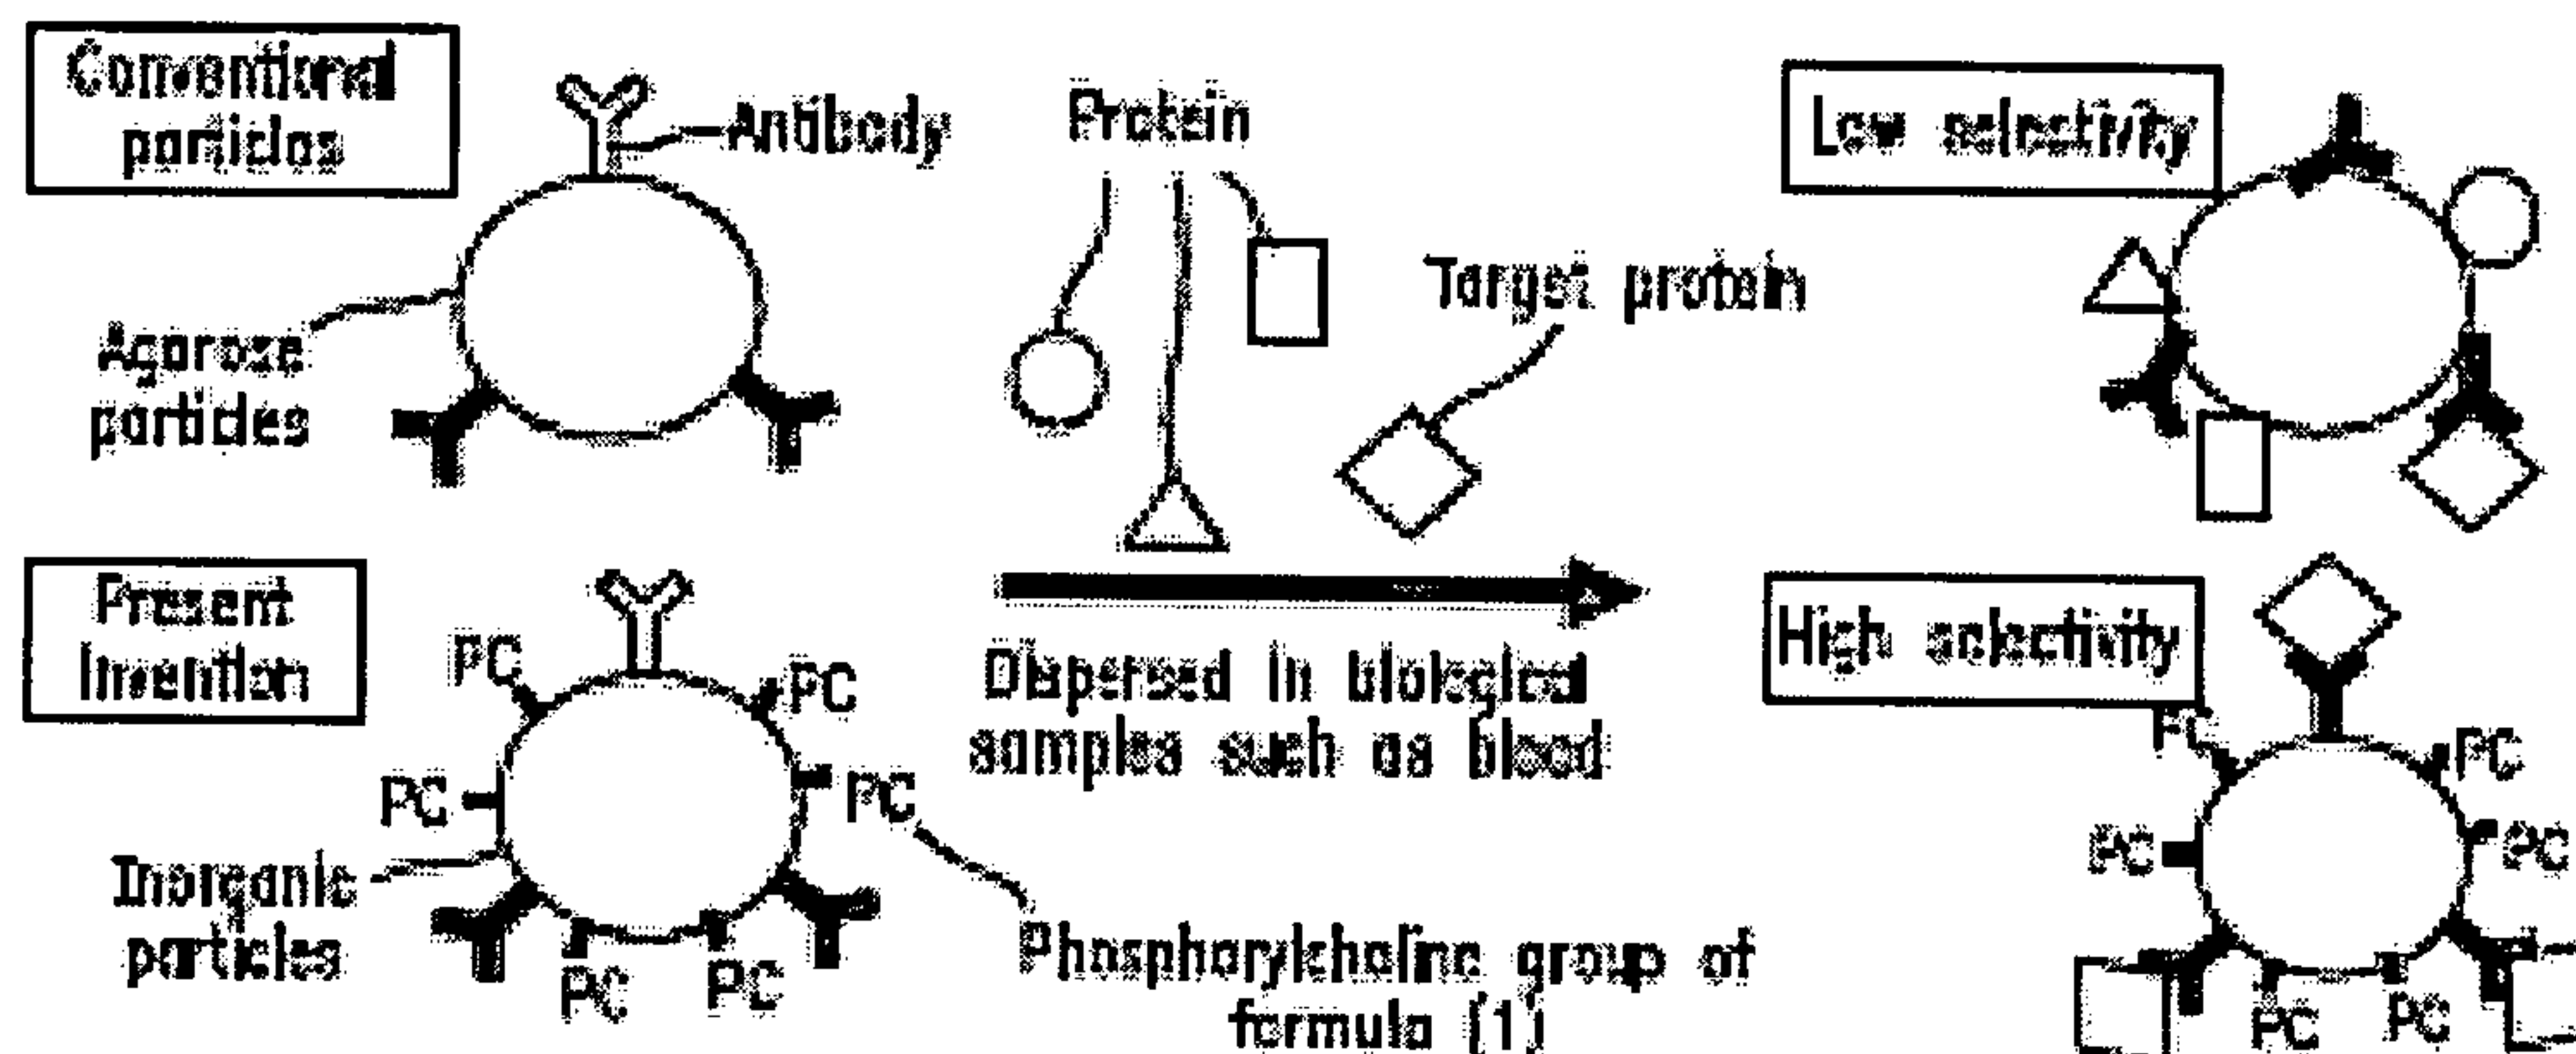 Conventional
particles
Antibody
Protein
Low selectivity
Agarose
particles
Target protein
Present
Invention
PC
PC
PC
PC
PC
PC
Dispersed in biological
samples such as blood
High selectivity
Inorganic
particles
Phosphorylcholine group of
formula (1)
PC
PC
PC
PC
PC
PC